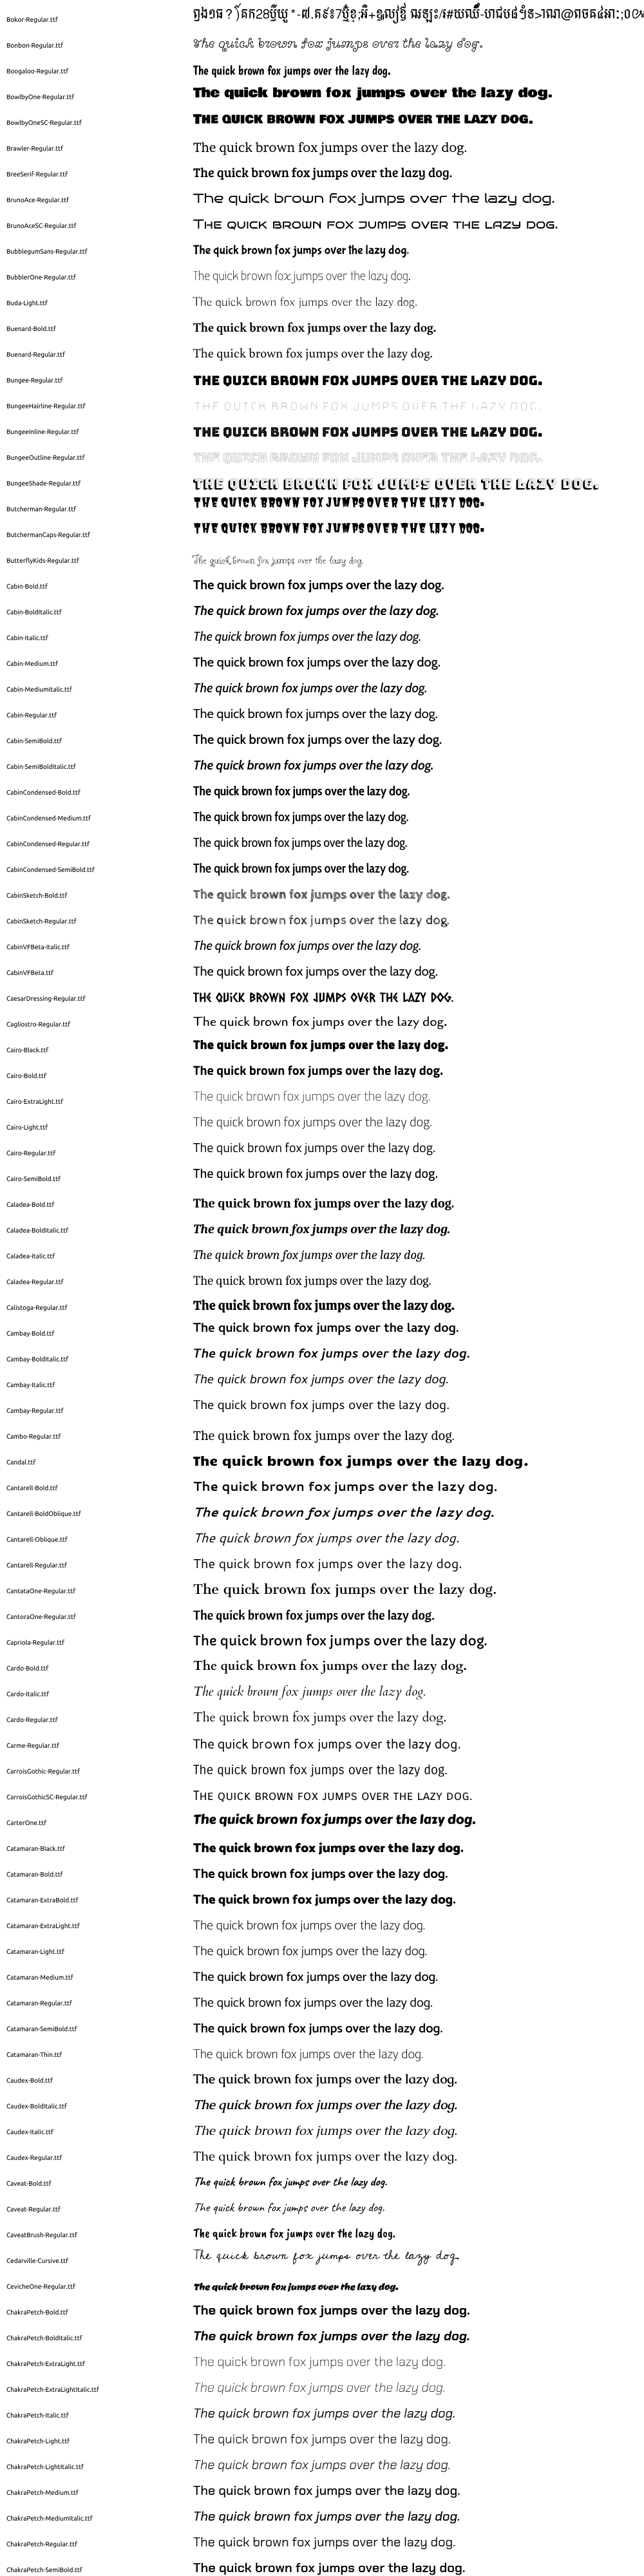 Bokor-Regular.ttf
Bonbon-Regular.ttf The quick brown fox jumps over the lazy dog.
Boogaloo-Regular.ttf The quick brown fox jumps over the lazy dog.
BowlbyOne-Regular.ttf The quick brown fox jumps over the lazy dog.
BowlbyOneSC-Regular.ttf The quick brown fox jumps over the lazy dog.
Brawler-Regular.ttf The quick brown fox jumps over the lazy dog.
BreeSerif-Regular.ttf The quick brown fox jumps over the lazy dog.
BrunoAce-Regular.ttf The quick brown fox jumps over the lazy dog.
BrunoAceSC-Regular.ttf The quick brown fox jumps over the lazy dog.
BubblegumSans-Regular.ttf The quick brown fox jumps over the lazy dog.
BubblerOne-Regular.ttf The quick brown fox jumps over the lazy dog.
Buda-Light.ttf The quick brown fox jumps over the lazy dog.
Buenard-Bold.ttf The quick brown fox jumps over the lazy dog.
Buenard-Regular.ttf The quick brown fox jumps over the lazy dog.
Bungee-Regular.ttf THE QUICK BROWN FOX JUMPS OVER THE LAZY DOG.
BungeeHairline-Regular.ttf THE QUICK BROWN FOX JUMPS OVER THE LAZY DOG.
BungeeInline-Regular.ttf THE QUICK BROWN FOX JUMPS OVER THE LAZY DOG.
BungeeOutline-Regular.ttf THE QUICK BROWN FOX JUMPS OVER THE LAZY DOG.
BungeeShade-Regular.ttf THE QUICK BROWN FOX JUMPS OVER THE LAZY DOG.
Butcherman-Regular.ttf THE QUICK BROWN FOX JUMPS OVER THE LAZY DOG.
ButchermanCaps-Regular.ttf THE QUICK BROWN FOX JUMPS OVER THE LAZY DOG.
ButterflyKids-Regular.ttf The quick brown fox jumps over the lazy dog.
Cabin-Bold.ttf The quick brown fox jumps over the lazy dog.
Cabin-BoldItalic.ttf The quick brown fox jumps over the lazy dog.
Cabin-Italic.ttf The quick brown fox jumps over the lazy dog.
Cabin-Medium.ttf The quick brown fox jumps over the lazy dog.
Cabin-MediumItalic.ttf The quick brown fox jumps over the lazy dog.
Cabin-Regular.ttf The quick brown fox jumps over the lazy dog.
Cabin-SemiBold.ttf The quick brown fox jumps over the lazy dog.
Cabin-SemiBoldItalic.ttf The quick brown fox jumps over the lazy dog.
CabinCondensed-Bold.ttf The quick brown fox jumps over the lazy dog.
CabinCondensed-Medium.ttf The quick brown fox jumps over the lazy dog.
CabinCondensed-Regular.ttf The quick brown fox jumps over the lazy dog.
CabinCondensed-SemiBold.ttf The quick brown fox jumps over the lazy dog.
CabinSketch-Bold.ttf The quick brown fox jumps over the lazy dog.
CabinSketch-Regular.ttf The quick brown fox jumps over the lazy dog.
CabinVFBeta-Italic.ttf The quick brown fox jumps over the lazy dog.
CabinVFBeta.ttf The quick brown fox jumps over the lazy dog.
CaesarDressing-Regular.ttf THE QUiCK BROWN FOX JUMPS OVER THE LAZY DOG.
Cagliostro-Regular.ttf The quick brown fox jumps over the lazy dog.
Cairo-Black.ttf The quick brown fox jumps over the lazy dog.
Cairo-Bold.ttf The quick brown fox jumps over the lazy dog.
Cairo-ExtraLight.ttf The quick brown fox jumps over the lazy dog.
Cairo-Light.ttf The quick brown fox jumps over the lazy dog.
Cairo-Regular.ttf The quick brown fox jumps over the lazy dog.
Cairo-SemiBold.ttf The quick brown fox jumps over the lazy dog.
Caladea-Bold.ttf The quick brown fox jumps over the lazy dog.
Caladea-BoldItalic.ttf The quick brown fox jumps over the lazy dog.
Caladea-Italic.ttf The quick brown fox jumps over the lazy dog.
Caladea-Regular.ttf The quick brown fox jumps over the lazy dog.
Calistoga-Regular.ttf The quick brown fox jumps over the lazy dog.
Cambay-Bold.ttf The quick brown fox jumps over the lazy dog.
Cambay-BoldItalic.ttf The quick brown fox jumps over the lazy dog.
Cambay-Italic.ttf The quick brown fox jumps over the lazy dog.
Cambay-Regular.ttf The quick brown fox jumps over the lazy dog.
Cambo-Regular.ttf The quick brown fox jumps over the lazy dog.
Candal.ttf The quick brown fox jumps over the lazy dog.
Cantarell-Bold.ttf The quick brown fox jumps over the lazy dog.
Cantarell-BoldOblique.ttf The quick brown fox jumps over the lazy dog.
Cantarell-Oblique.ttf The quick brown fox jumps over the lazy dog.
Cantarell-Regular.ttf The quick brown fox jumps over the lazy dog.
CantataOne-Regular.ttf The quick brown fox jumps over the lazy dog.
CantoraOne-Regular.ttf The quick brown fox jumps over the lazy dog.
Capriola-Regular.ttf The quick brown fox jumps over the lazy dog.
Cardo-Bold.ttf The quick brown fox jumps over the lazy dog.
Cardo-Italic.ttf The quick brown fox jumps over the lazy dog.
Cardo-Regular.ttf The quick brown fox jumps over the lazy dog.
Carme-Regular.ttf The quick brown fox jumps over the lazy dog.
CarroisGothic-Regular.ttf The quick brown fox jumps over the lazy dog.
CarroisGothicSC-Regular.ttf The quick brown fox jumps over the lazy dog.
CarterOne.ttf The quick brown fox jumps over the lazy dog.
Catamaran-Black.ttf The quick brown fox jumps over the lazy dog.
Catamaran-Bold.ttf The quick brown fox jumps over the lazy dog.
Catamaran-ExtraBold.ttf The quick brown fox jumps over the lazy dog.
Catamaran-ExtraLight.ttf The quick brown fox jumps over the lazy dog.
Catamaran-Light.ttf The quick brown fox jumps over the lazy dog.
Catamaran-Medium.ttf The quick brown fox jumps over the lazy dog.
Catamaran-Regular.ttf The quick brown fox jumps over the lazy dog.
Catamaran-SemiBold.ttf The quick brown fox jumps over the lazy dog.
Catamaran-Thin.ttf The quick brown fox jumps over the lazy dog.
Caudex-Bold.ttf The quick brown fox jumps over the lazy dog.
Caudex-BoldItalic.ttf The quick brown fox jumps over the lazy dog.
Caudex-Italic.ttf The quick brown fox jumps over the lazy dog.
Caudex-Regular.ttf The quick brown fox jumps over the lazy dog.
Caveat-Bold.ttf The quick brown fox jumps over the lazy dog.
Caveat-Regular.ttf The quick brown fox jumps over the lazy dog.
CaveatBrush-Regular.ttf The quick brown fox jumps over the lazy dog.
Cedarville-Cursive.ttf The quick brown fox jumps over the lazy dog.
CevicheOne-Regular.ttf The quick brown fox jumps over the lazy dog.
ChakraPetch-Bold.ttf The quick brown fox jumps over the lazy dog.
ChakraPetch-BoldItalic.ttf The quick brown fox jumps over the lazy dog.
ChakraPetch-ExtraLight.ttf The quick brown fox jumps over the lazy dog.
ChakraPetch-ExtraLightItalic.ttf The quick brown fox jumps over the lazy dog.
ChakraPetch-Italic.ttf The quick brown fox jumps over the lazy dog.
ChakraPetch-Light.ttf The quick brown fox jumps over the lazy dog.
ChakraPetch-LightItalic.ttf The quick brown fox jumps over the lazy dog.
ChakraPetch-Medium.ttf The quick brown fox jumps over the lazy dog.
ChakraPetch-MediumItalic.ttf The quick brown fox jumps over the lazy dog.
ChakraPetch-Regular.ttf The quick brown fox jumps over the lazy dog.
ChakraPetch-SemiBold.ttf The quick brown fox jumps over the lazy dog.